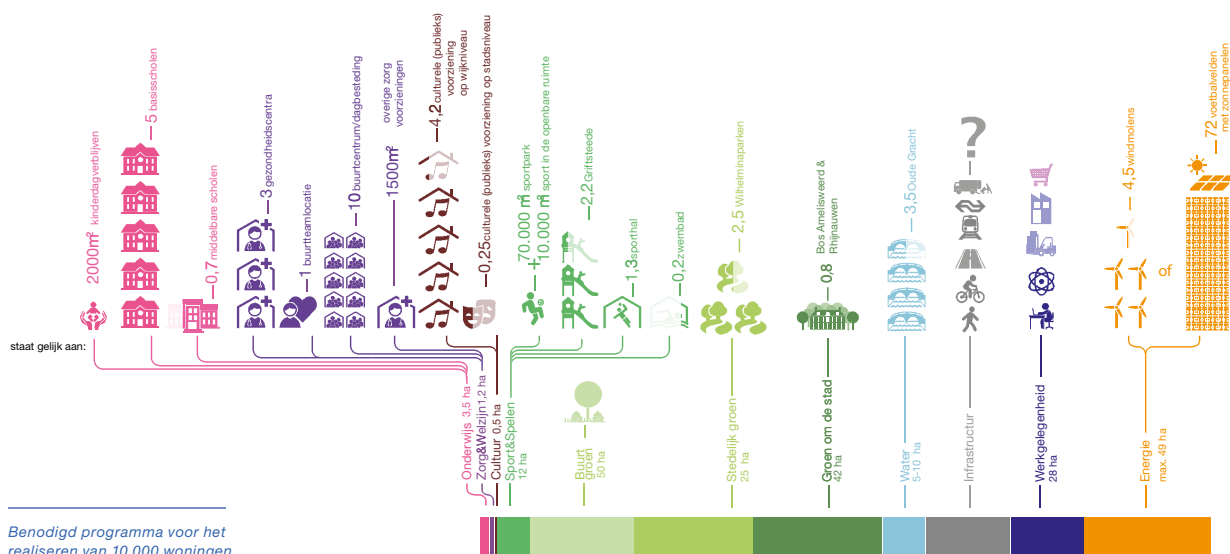 2000m² kinderdagverblijven
5 basisscholen
0,7 middelbare scholen
3 gezondheidscentra
1 buurtteamlocatie
10 buurtcentrum/dagbesteding
1500m² overige zorg
voorzieningen
4,2 culturele (publieks)
voorziening
op wijkniveau
0,25 culturele (publieks) voorziening op stadsniveau
70.000 m² sportpark
+
10.000 m² sport in de openbare ruimte
2,2 Griftsteede
1,3 sporthal
0,2 zwembad
2,5 Wilhelminaparken
0,8 Bos Amelisweerd &
Rhijnauwen
3,5 Oude Gracht
?
4,5 windmolens
of
72 voetbalvelden
met zonnepanelen
staat gelijk aan:
Onderwijs 3,5 ha
Zorg&Welzijn 1,2 ha
Cultuur 0,5 ha
Sport&Spelen
12 ha
Buurt
groen
50 ha
Stedelijk groen
25 ha
Groen om de stad
42 ha
Water
5-10 ha
Infrastructur
Werkgelegenheid
28 ha
Energie
max. 49 ha
Benodigd programma voor het
realiseren van 10.000 woningen